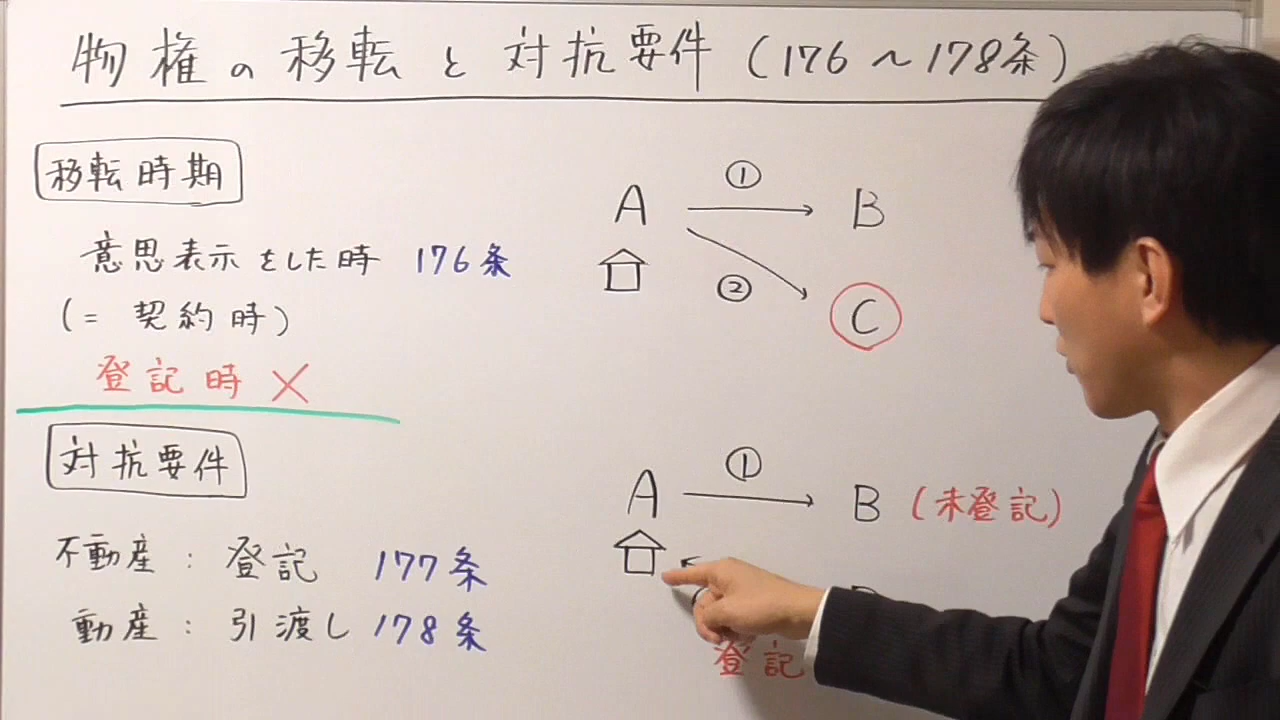 物権の移転と対抗要件（176～178条）
移転時期
意思表示をした時 176条
（= 契約時）
登記時 ×
対抗要件
不動産：登記 177条
動産：引渡し 178条
①
A B
②
C
①
A B（未登記）
登記